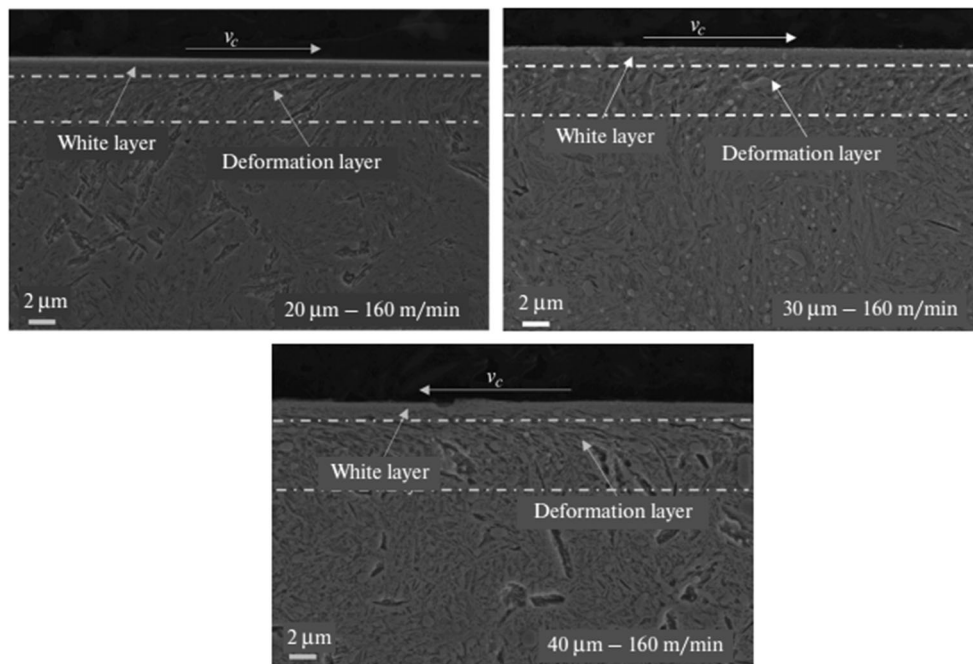 v_c
White layer
Deformation layer
2 μm
20 μm – 160 m/min
v_c
White layer
Deformation layer
2 μm
30 μm – 160 m/min
v_c
White layer
Deformation layer
2 μm
40 μm – 160 m/min